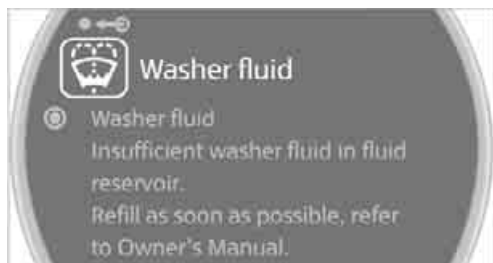 Washer fluid
Washer fluid
Insufficient washer fluid in fluid
reservoir.
Refill as soon as possible, refer
to Owner's Manual.